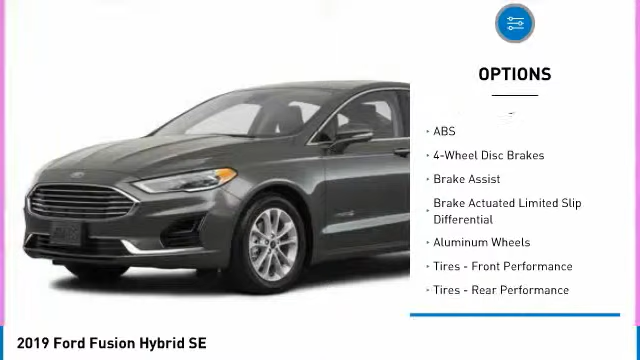 OPTIONS
ABS
4-Wheel Disc Brakes
Brake Assist
Brake Actuated Limited Slip
Differential
Aluminum Wheels
Tires - Front Performance
Tires - Rear Performance
2019 Ford Fusion Hybrid SE